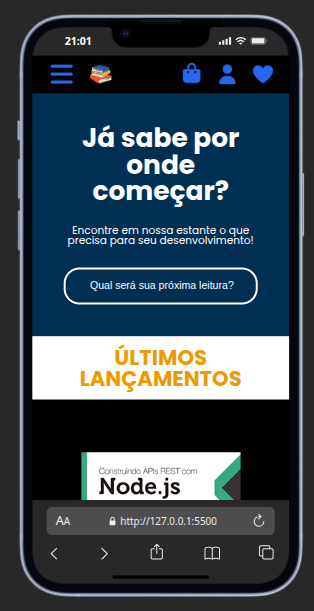 21:01
Já sabe por
onde
começar?
Encontre em nossa estante o que
precisa para seu desenvolvimento!
Qual será sua próxima leitura?
ÚLTIMOS
LANÇAMENTOS
Construindo APIs REST com
Node.js
AA http://127.0.0.1:5500